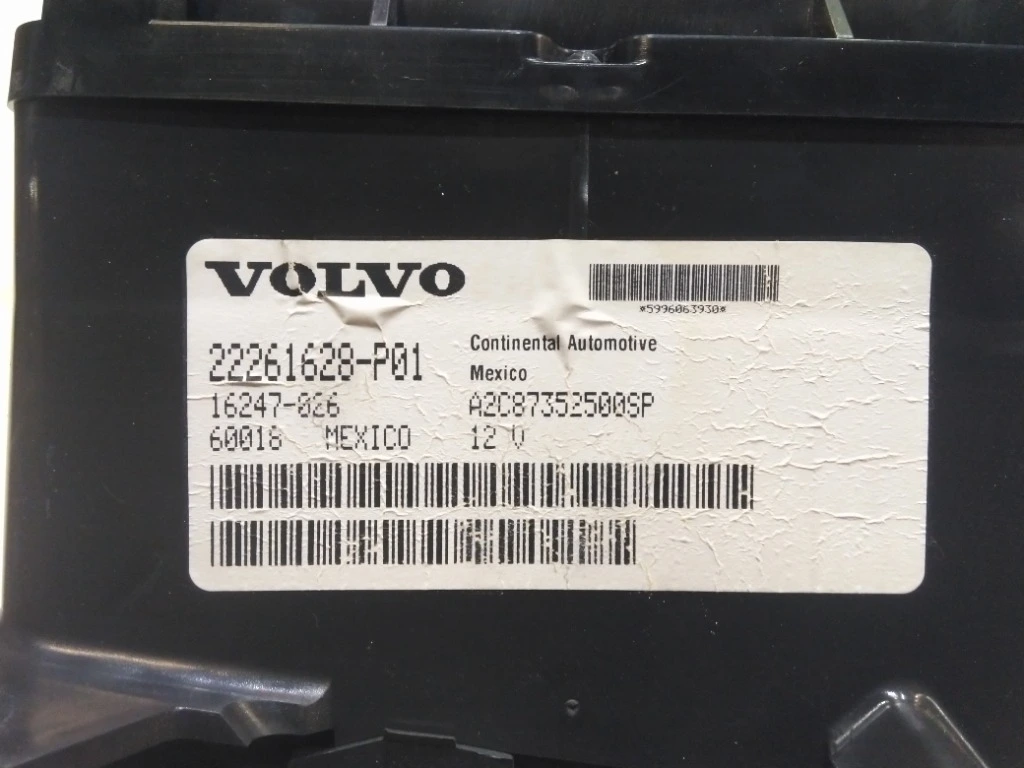 VOLVO
*5996063930*
22261628-P01
Continental Automotive
Mexico
16247-026
A2C87352500SP
60018 MEXICO
12 V